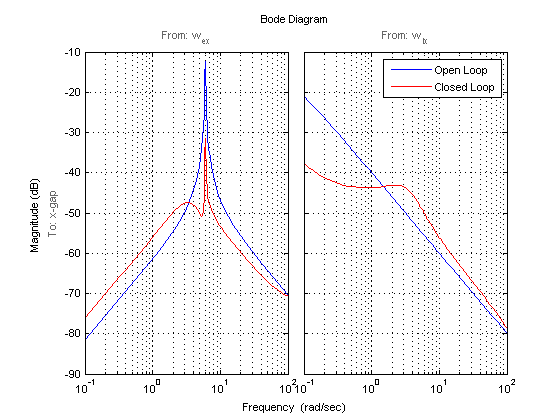 Bode Diagram
From: w_ex
From: w_tx
Open Loop
Closed Loop
Magnitude (dB)
To: x-gap
-10
-20
-30
-40
-50
-60
-70
-80
-90
10^-1
10^0
10^1
10^2
10^-1
10^0
10^1
10^2
Frequency (rad/sec)